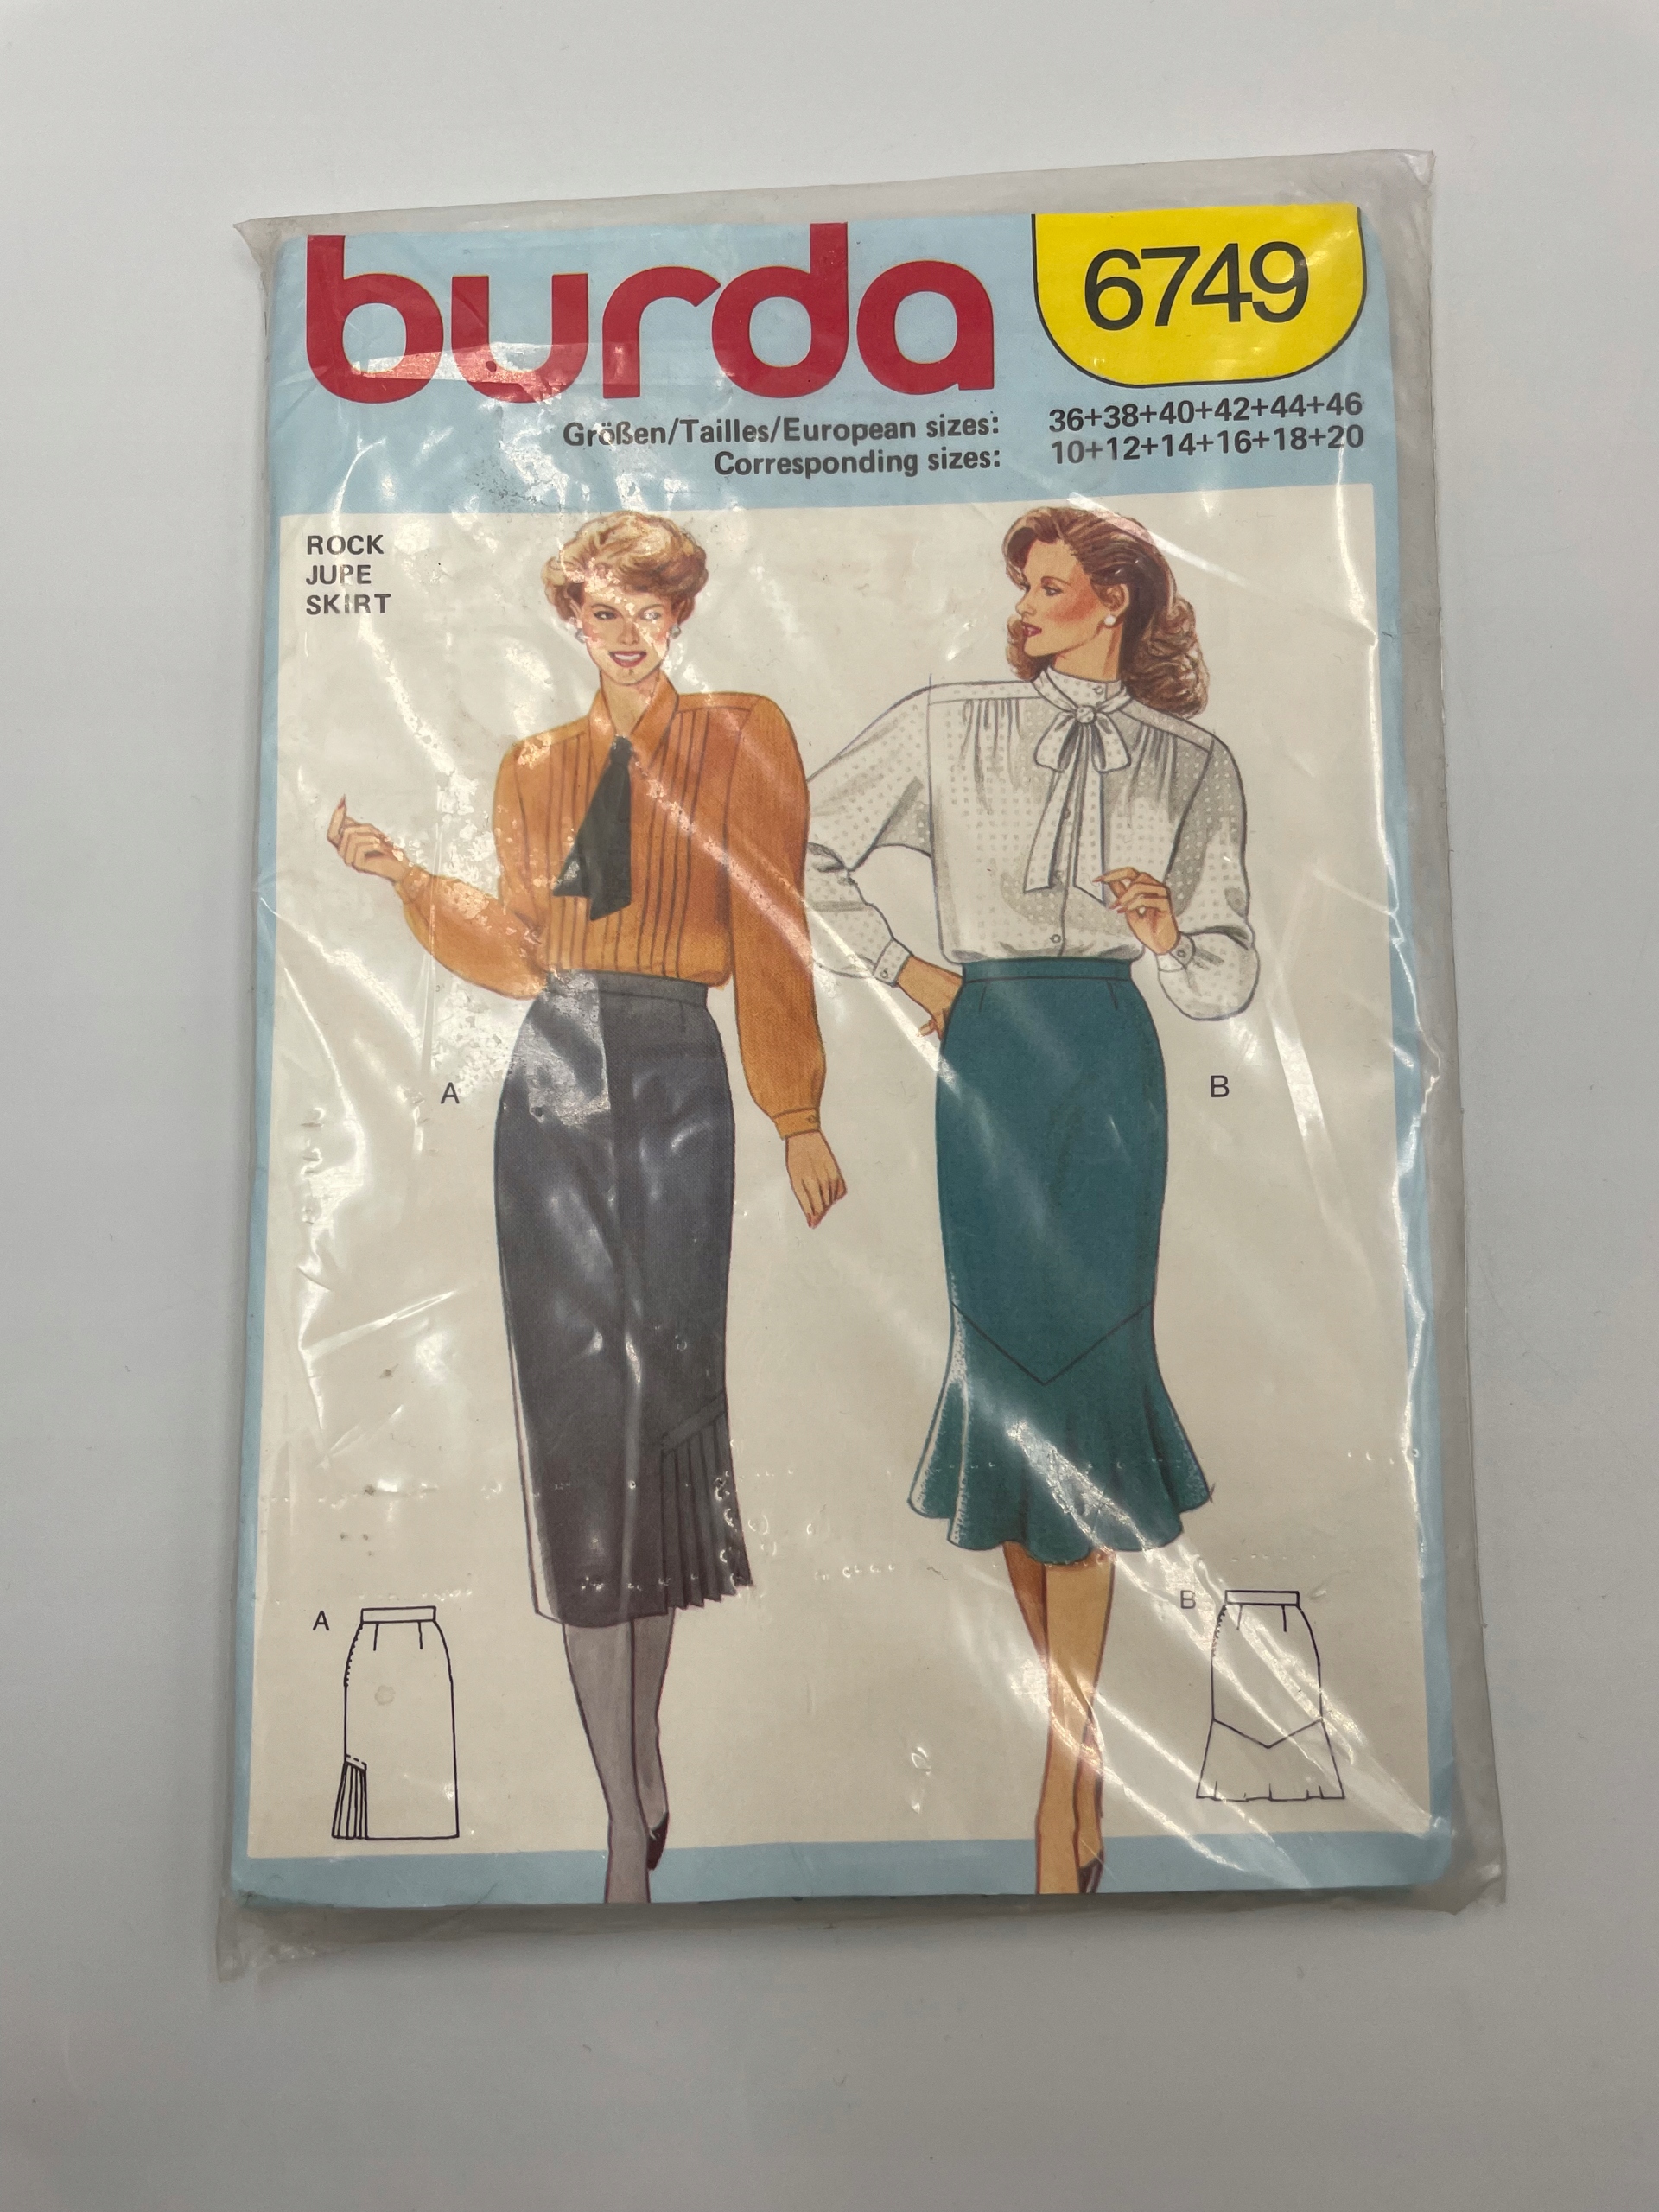 burda
6749
Größen/Tailles/European sizes: 36+38+40+42+44+46
Corresponding sizes: 10+12+14+16+18+20
ROCK
JUPE
SKIRT
A
B
A
B